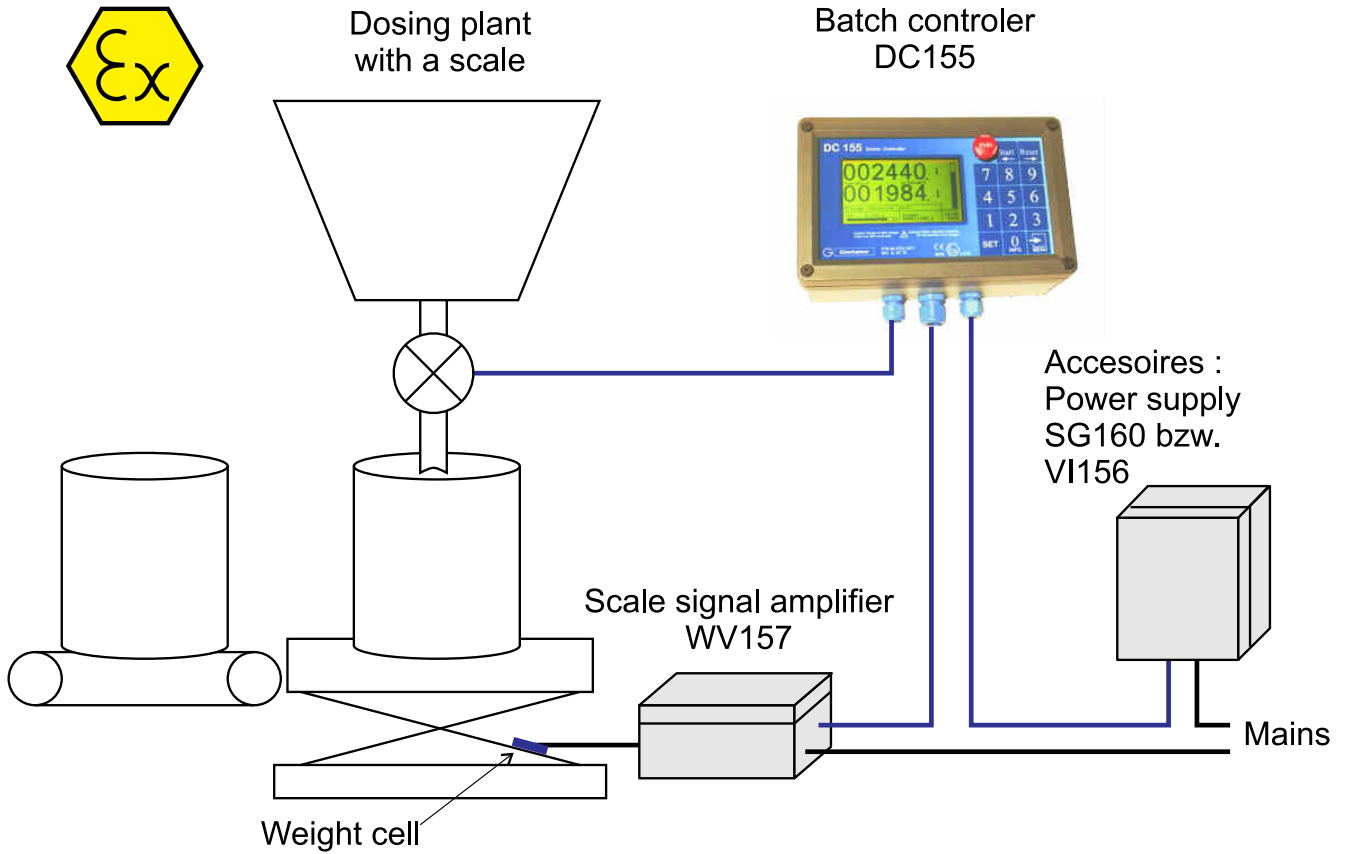 Ex
Dosing plant
with a scale
Batch controler
DC155
DC 155
Start Reset
002440.
001984.
7 8 9
4 5 6
1 2 3
SET 0
INFO MENU
Accesoires :
Power supply
SG160 bzw.
VI156
Scale signal amplifier
WV157
Mains
Weight cell